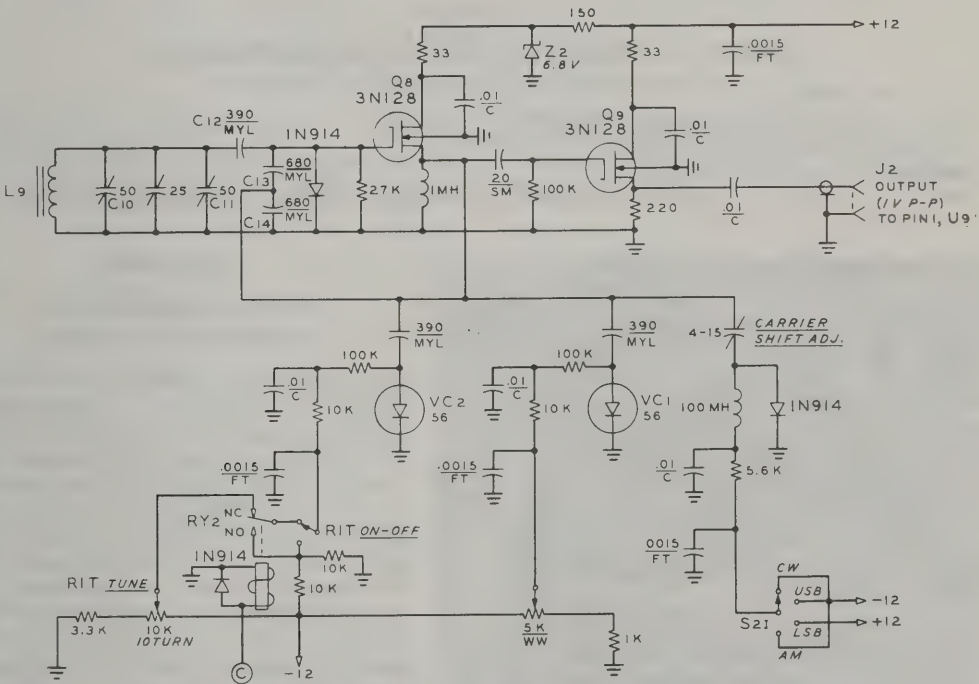 150
+12
33
Z2
6.8 V
33
.0015
FT
Q8
3N128
.01
C
Q9
3N128
.01
C
C12 390
MYL
1N914
L9
50
C10
25
50
C11
680
MYL
C13
680
MYL
C14
27K
1MH
20
SM
100K
220
.01
C
J2
OUTPUT
(1V P-P)
TO PIN 1, U9
390
MYL
390
MYL
4-15
CARRIER
SHIFT ADJ.
100K
100K
.01
C
10K
VC2
56
.01
C
10K
VC1
56
100MH
1N914
.01
C
5.6K
.0015
FT
.0015
FT
.0015
FT
RY2
NC
NO
RIT ON-OFF
1N914
10K
10K
RIT TUNE
3.3K
10K
10TURN
C
-12
5K
WW
1K
CW
USB
-12
S2I
LSB
+12
AM